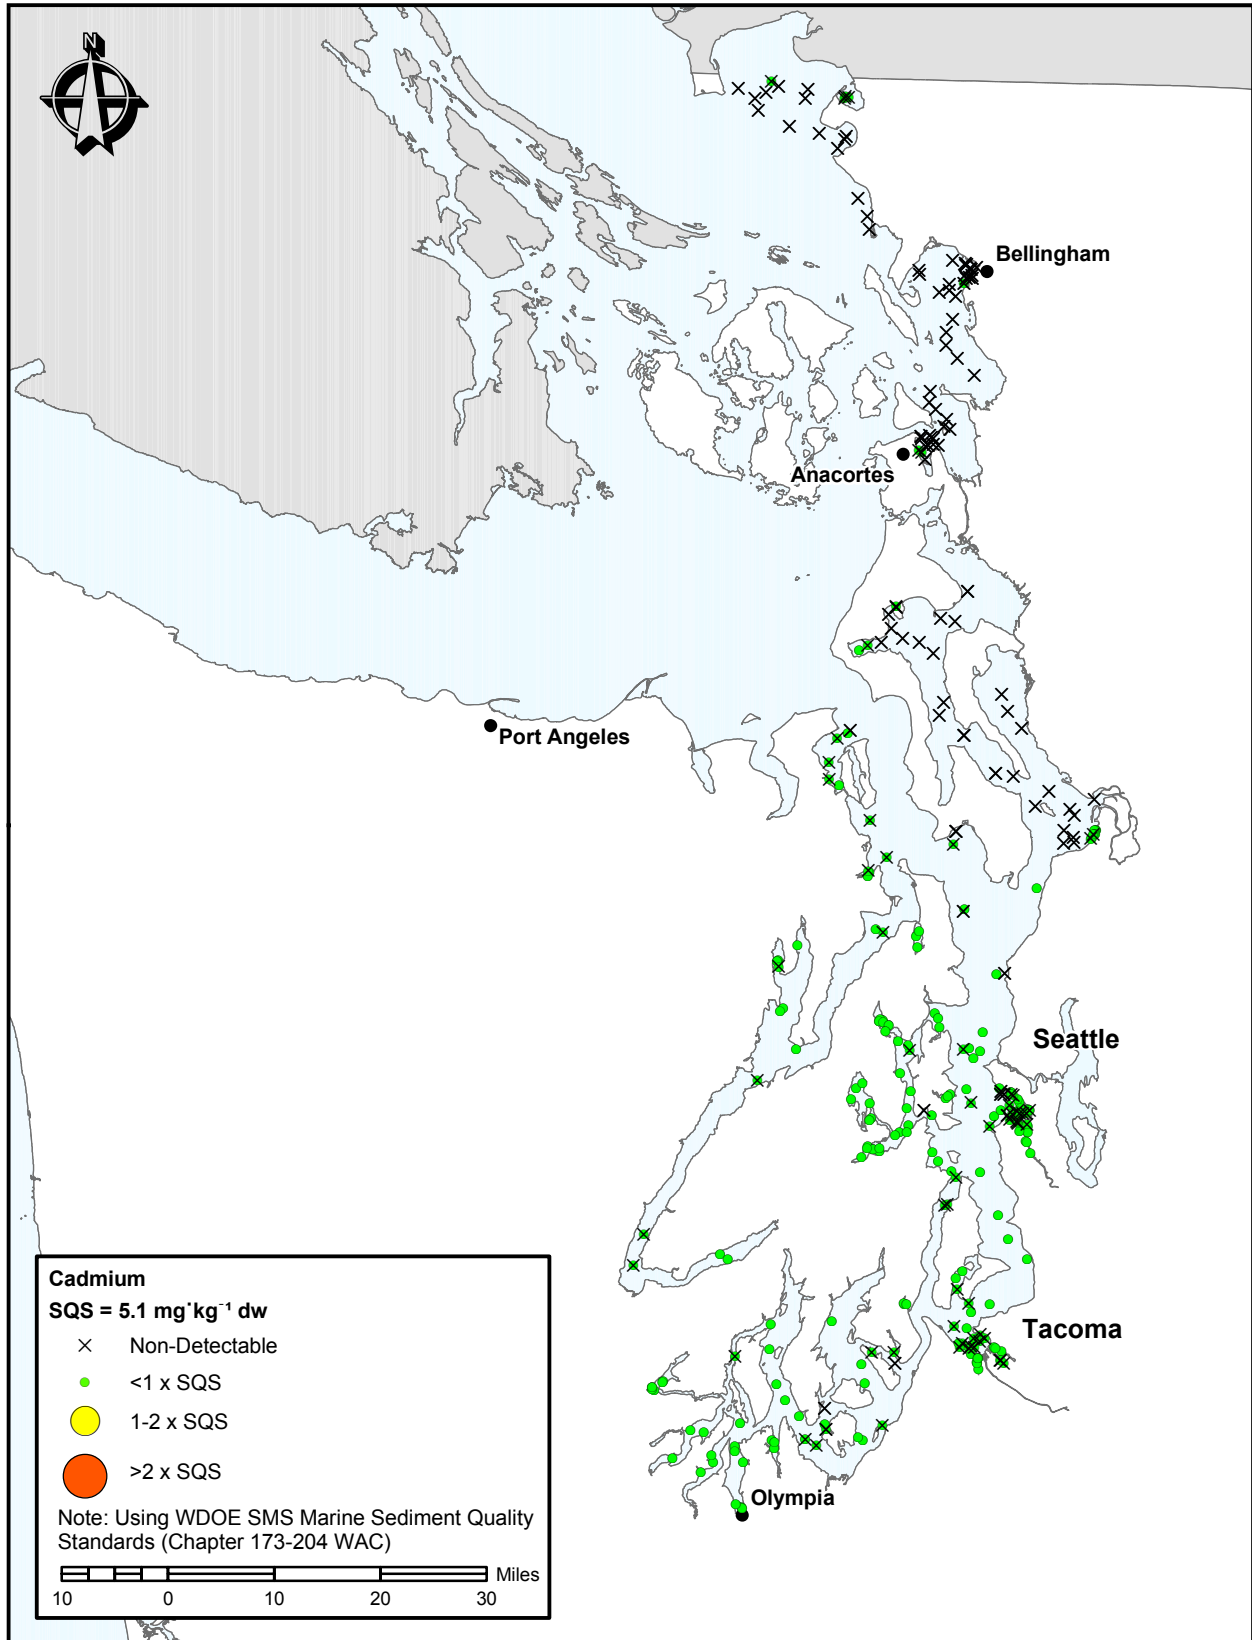 N
Bellingham
Anacortes
Port Angeles
Seattle
Tacoma
Olympia
Cadmium
SQS = 5.1 mg*kg⁻¹ dw
Non-Detectable
<1 x SQS
1-2 x SQS
>2 x SQS
Note: Using WDOE SMS Marine Sediment Quality
Standards (Chapter 173-204 WAC)
Miles
10 0 10 20 30